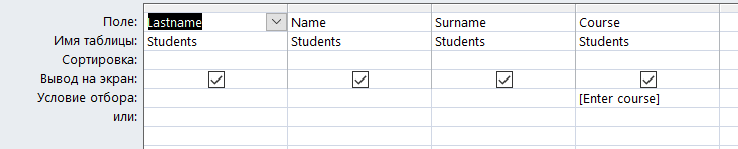 Поле: Lastname Name Surname Course
Имя таблицы: Students Students Students Students
Сортировка:
Вывод на экран:
Условие отбора: [Enter course]
или: